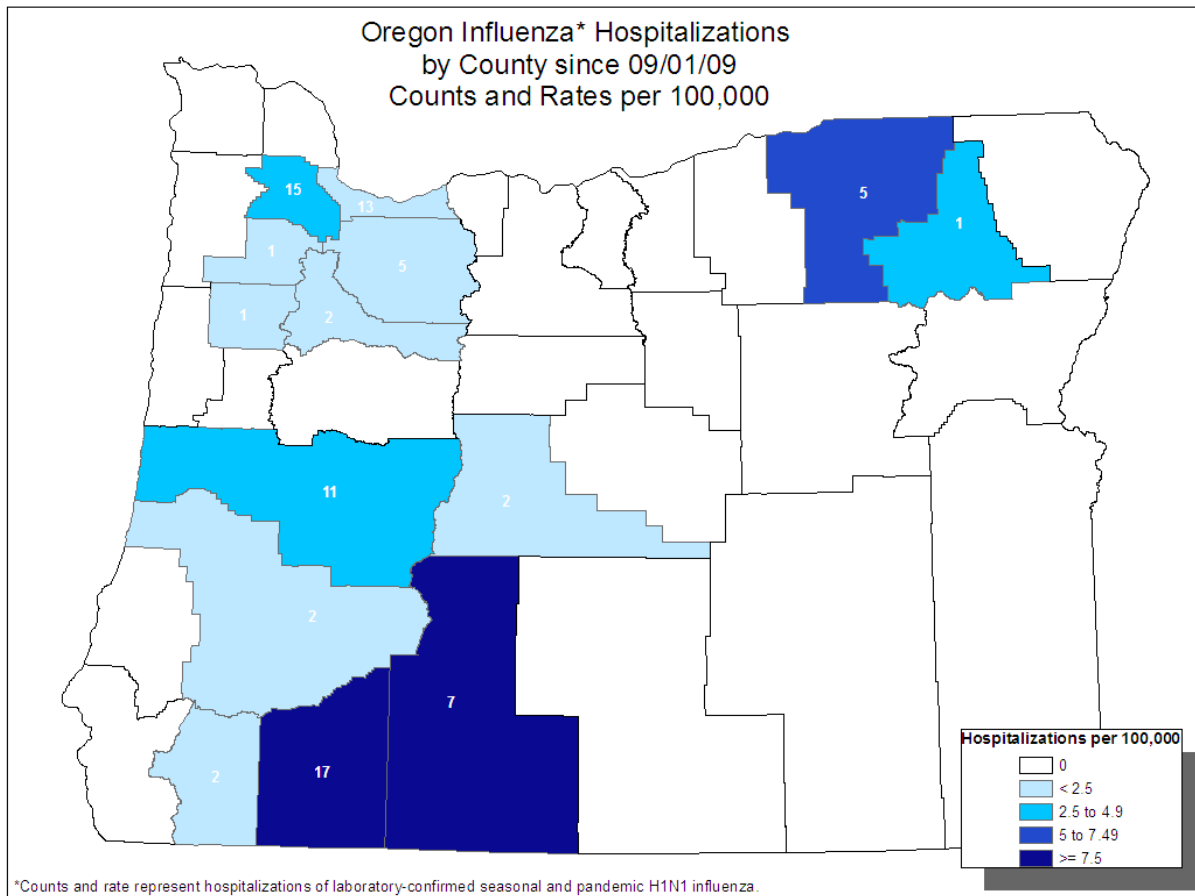 Oregon Influenza* Hospitalizations
by County since 09/01/09
Counts and Rates per 100,000
15
13
5
1
1
5
1
2
11
2
2
7
17
2
Hospitalizations per 100,000
0
< 2.5
2.5 to 4.9
5 to 7.49
>= 7.5
*Counts and rate represent hospitalizations of laboratory-confirmed seasonal and pandemic H1N1 influenza.